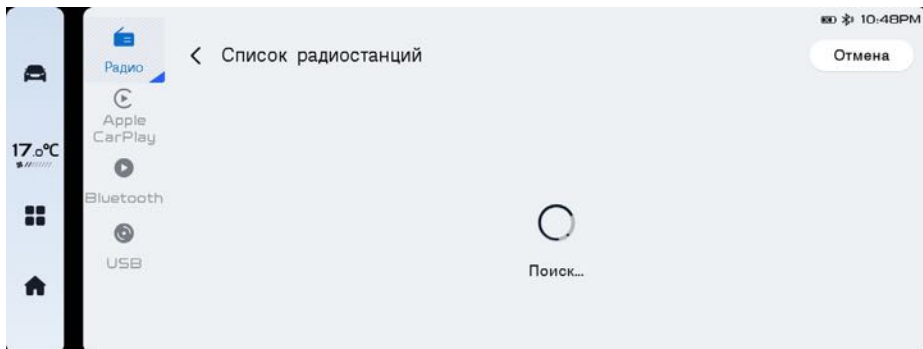 10:48PM
Радио
Список радиостанций
Отмена
Apple
CarPlay
17.0°C
Bluetooth
USB
Поиск...